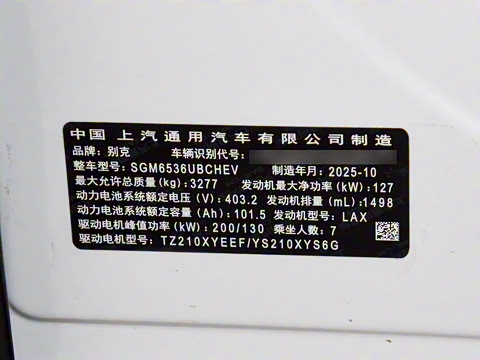 中国 上汽通用汽车有限公司制造
品牌:别克 车辆识别代号:
整车型号:SGM6536UBCHEV 制造年月:2025-10
最大允许总质量(kg):3277 发动机最大净功率(kW):127
动力电池系统额定电压(V):403.2 发动机排量(mL):1498
动力电池系统额定容量(Ah):101.5 发动机型号:LAX
驱动电机峰值功率(kW):200/130 乘坐人数:7
驱动电机型号:TZ210XYEEF/YS210XYS6G